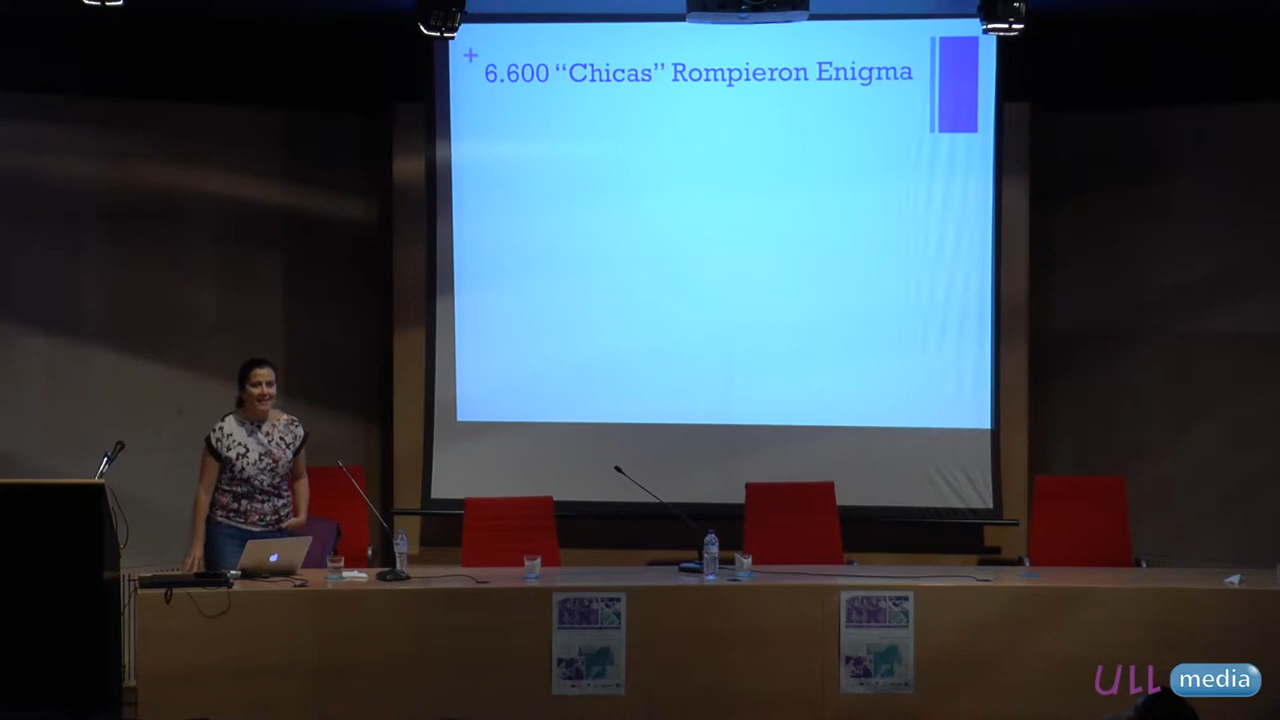 +
6.600 “Chicas” Rompieron Enigma
ULL media